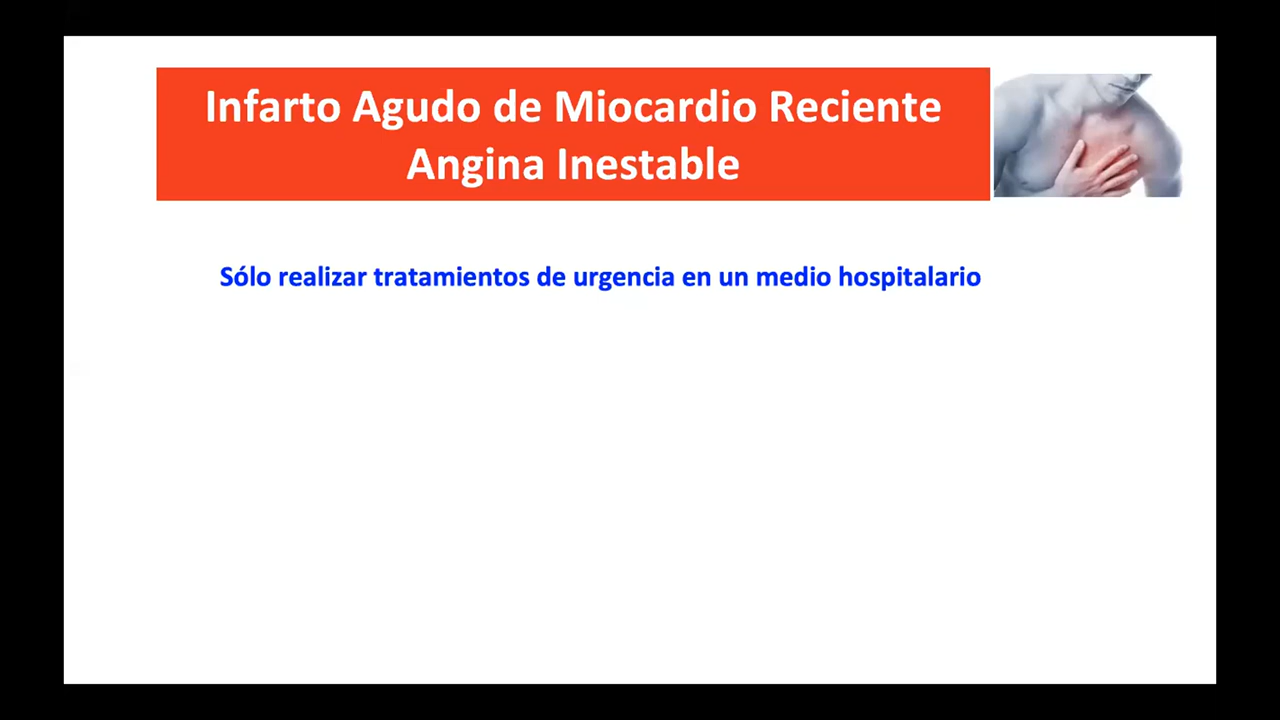 Infarto Agudo de Miocardio Reciente
Angina Inestable
Sólo realizar tratamientos de urgencia en un medio hospitalario